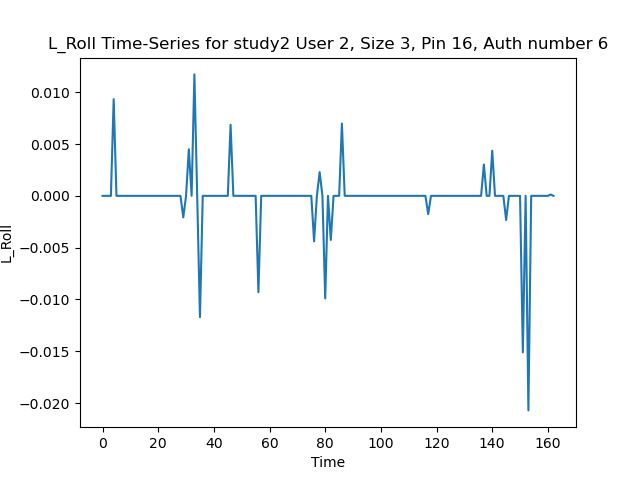 L_Roll Time-Series for study2 User 2, Size 3, Pin 16, Auth number 6
0.010
0.005
0.000
−0.005
−0.010
−0.015
−0.020
L_Roll
0 20 40 60 80 100 120 140 160
Time